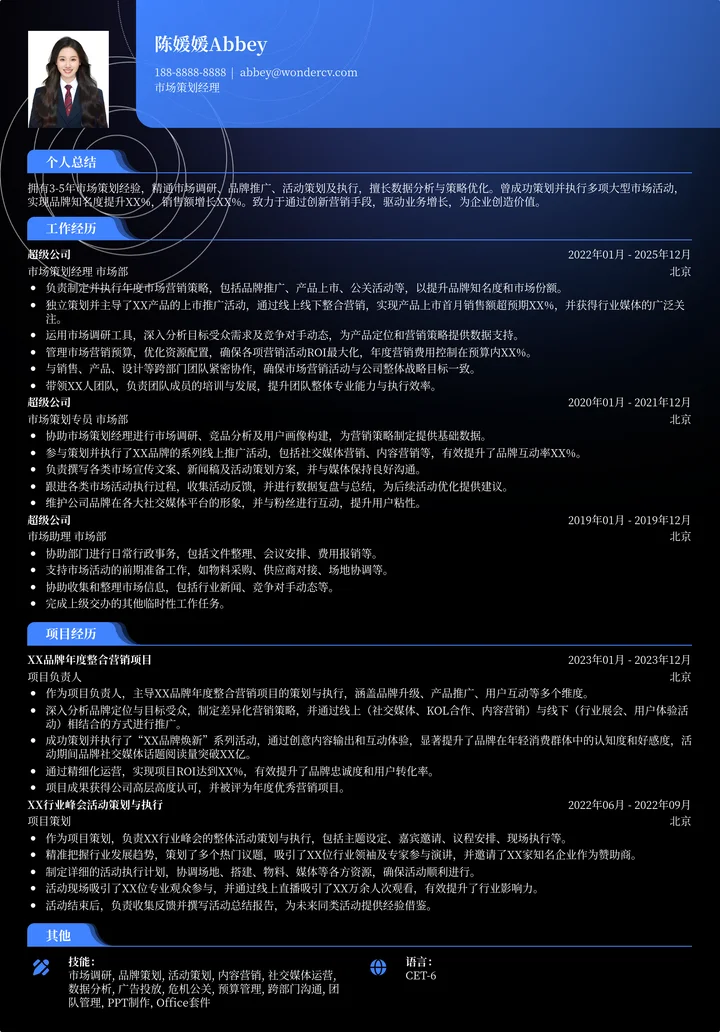 陈媛媛Abbey
188-8888-8888 | abbey@wondercv.com
市场策划经理
个人总结
拥有3-5年市场策划经验，精通市场调研、品牌推广、活动策划及执行，擅长数据分析与策略优化。曾成功策划并执行多项大型市场活动，
实现品牌知名度提升XX%，销售额增长XX%。致力于通过创新营销手段，驱动业务增长，为企业创造价值。
工作经历
超级公司 2022年01月 - 2025年12月
市场策划经理 市场部 北京
负责制定并执行年度市场营销策略，包括品牌推广、产品上市、公关活动等，以提升品牌知名度和市场份额。
独立策划并主导了XX产品的上市推广活动，通过线上线下整合营销，实现产品上市首月销售额超预期XX%，并获得行业媒体的广泛关
注。
运用市场调研工具，深入分析目标受众需求及竞争对手动态，为产品定位和营销策略提供数据支持。
管理市场营销预算，优化资源配置，确保各项营销活动ROI最大化，年度营销费用控制在预算内XX%。
与销售、产品、设计等跨部门团队紧密协作，确保市场营销活动与公司整体战略目标一致。
带领XX人团队，负责团队成员的培训与发展，提升团队整体专业能力与执行效率。
超级公司 2020年01月 - 2021年12月
市场策划专员 市场部 北京
协助市场策划经理进行市场调研、竞品分析及用户画像构建，为营销策略制定提供基础数据。
参与策划并执行了XX品牌的系列线上推广活动，包括社交媒体营销、内容营销等，有效提升了品牌互动率XX%。
负责撰写各类市场宣传文案、新闻稿及活动策划方案，并与媒体保持良好沟通。
跟进各类市场活动执行过程，收集活动反馈，并进行数据复盘与总结，为后续活动优化提供建议。
维护公司品牌在各大社交媒体平台的形象，并与粉丝进行互动，提升用户粘性。
超级公司 2019年01月 - 2019年12月
市场助理 市场部 北京
协助部门进行日常行政事务，包括文件整理、会议安排、费用报销等。
支持市场活动的前期准备工作，如物料采购、供应商对接、场地协调等。
协助收集和整理市场信息，包括行业新闻、竞争对手动态等。
完成上级交办的其他临时性工作任务。
项目经历
XX品牌年度整合营销项目 2023年01月 - 2023年12月
项目负责人 北京
作为项目负责人，主导XX品牌年度整合营销项目的策划与执行，涵盖品牌升级、产品推广、用户互动等多个维度。
深入分析品牌定位与目标受众，制定差异化营销策略，并通过线上（社交媒体、KOL合作、内容营销）与线下（行业展会、用户体验活
动）相结合的方式进行推广。
成功策划并执行了“XX品牌焕新”系列活动，通过创意内容输出和互动体验，显著提升了品牌在年轻消费群体中的认知度和好感度，活
动期间品牌社交媒体话题阅读量突破XX亿。
通过精细化运营，实现项目ROI达到XX%，有效提升了品牌忠诚度和用户转化率。
项目成果获得公司高层高度认可，并被评为年度优秀营销项目。
XX行业峰会活动策划与执行 2022年06月 - 2022年09月
项目策划 北京
作为项目策划，负责XX行业峰会的整体活动策划与执行，包括主题设定、嘉宾邀请、议程安排、现场执行等。
精准把握行业发展趋势，策划了多个热门议题，吸引了XX位行业领袖及专家参与演讲，并邀请了XX家知名企业作为赞助商。
制定详细的活动执行计划，协调场地、搭建、物料、媒体等各方资源，确保活动顺利进行。
活动现场吸引了XX位专业观众参与，并通过线上直播吸引了XX万余人次观看，有效提升了行业影响力。
活动结束后，负责收集反馈并撰写活动总结报告，为未来同类活动提供经验借鉴。
其他
技能：
市场调研, 品牌策划, 活动策划, 内容营销, 社交媒体运营,
数据分析, 广告投放, 危机公关, 预算管理, 跨部门沟通, 团
队管理, PPT制作, Office套件
语言：
CET-6